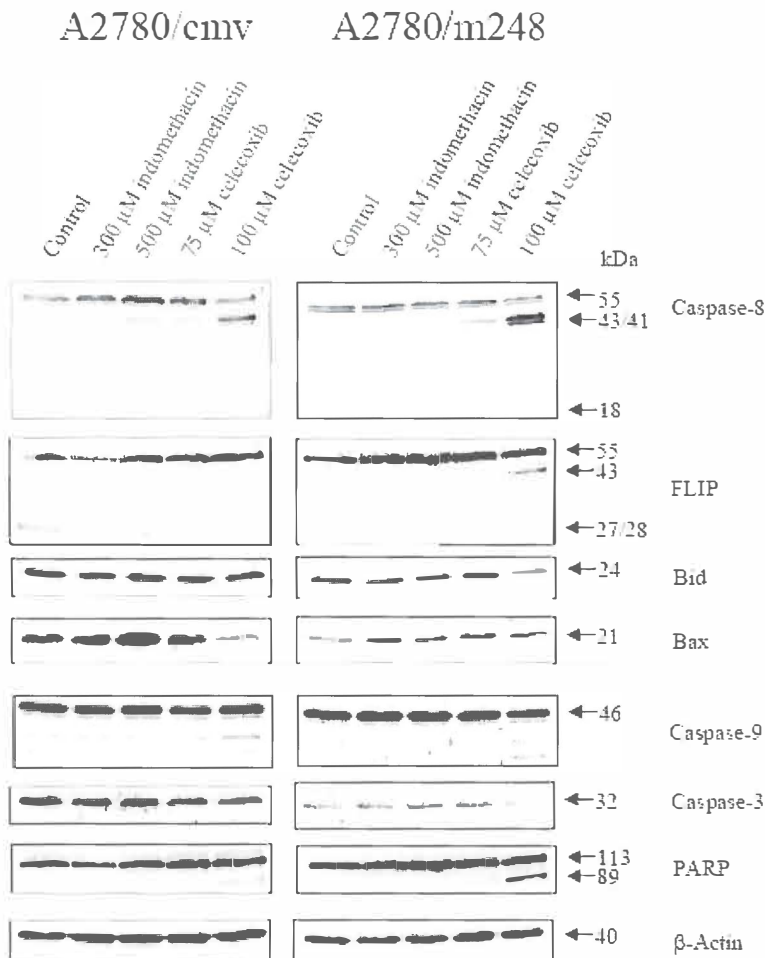 A2780/cmv A2780/m248
Control 300 µM indomethacin 500 µM indomethacin 75 µM celecoxib 100 µM celecoxib
Control 300 µM indomethacin 500 µM indomethacin 75 µM celecoxib 100 µM celecoxib
kDa
55
Caspase-8
43/41
18
55
43
FLIP
27/28
24
Bid
21
Bax
46
Caspase-9
32 Caspase-3
113
PARP
89
40
β-Actin